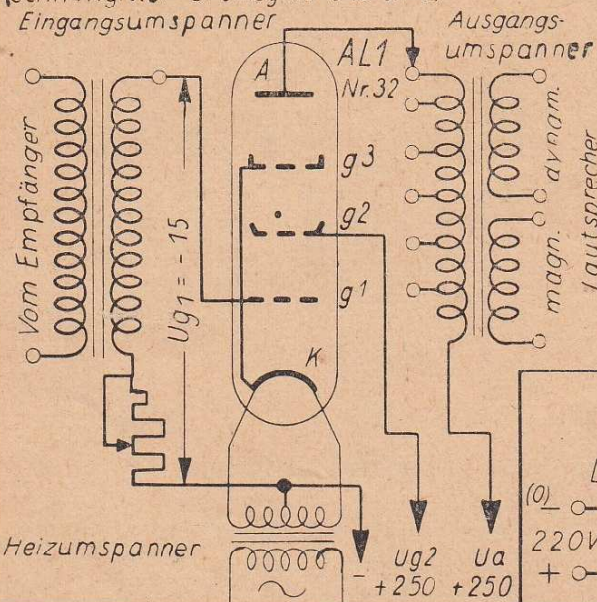 Eingangsumspanner
Ausgangs-
umspanner
AL1
Nr.32
A
Vom Empfänger
Ug1 = -15
g3
g2
g1
K
dynam.
magn.
Lautsprecher
Heizumspanner
-
Ug2
+250
Ua
+250
(0)
-
220V
+